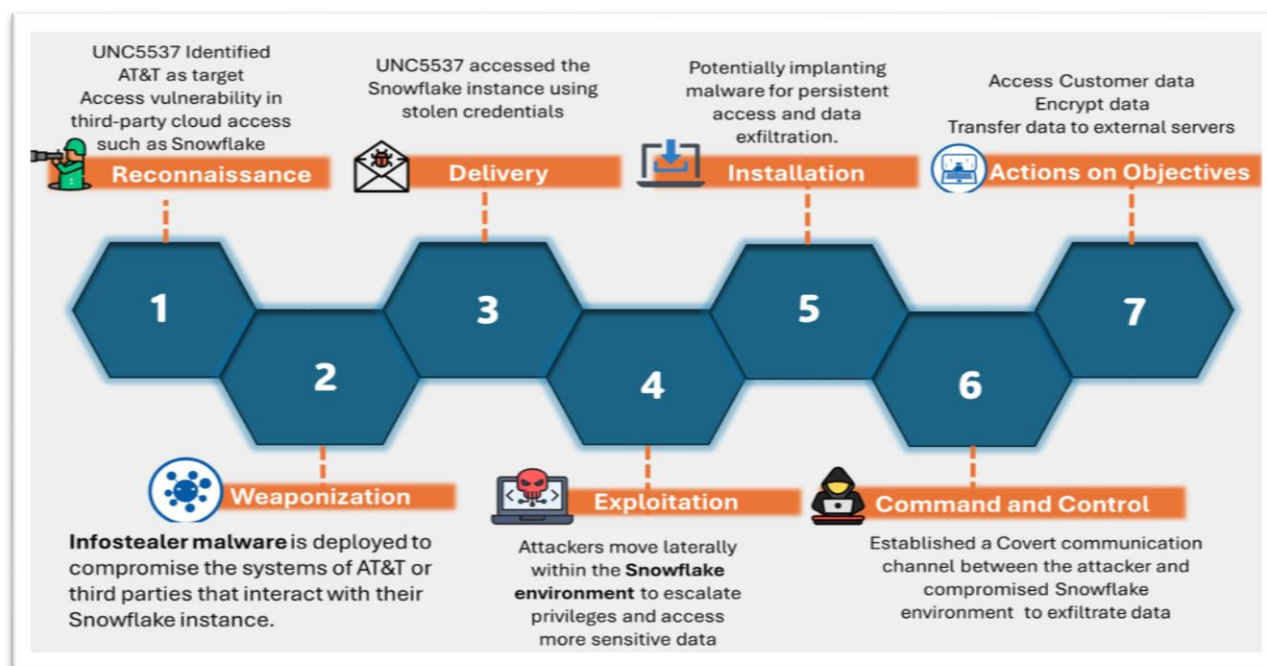 UNC5537 Identified
AT&T as target
Access vulnerability in
third-party cloud access
such as Snowflake
Reconnaissance
UNC5537 accessed the
Snowflake instance using
stolen credentials
Delivery
Potentially implanting
malware for persistent
access and data
exfiltration.
Installation
Access Customer data
Encrypt data
Transfer data to external servers
Actions on Objectives
1
2
3
4
5
6
7
Weaponization
Infostealer malware is deployed to
compromise the systems of AT&T or
third parties that interact with their
Snowflake instance.
Exploitation
Attackers move laterally
within the Snowflake
environment to escalate
privileges and access
more sensitive data
Command and Control
Established a Covert communication
channel between the attacker and
compromised Snowflake
environment to exfiltrate data